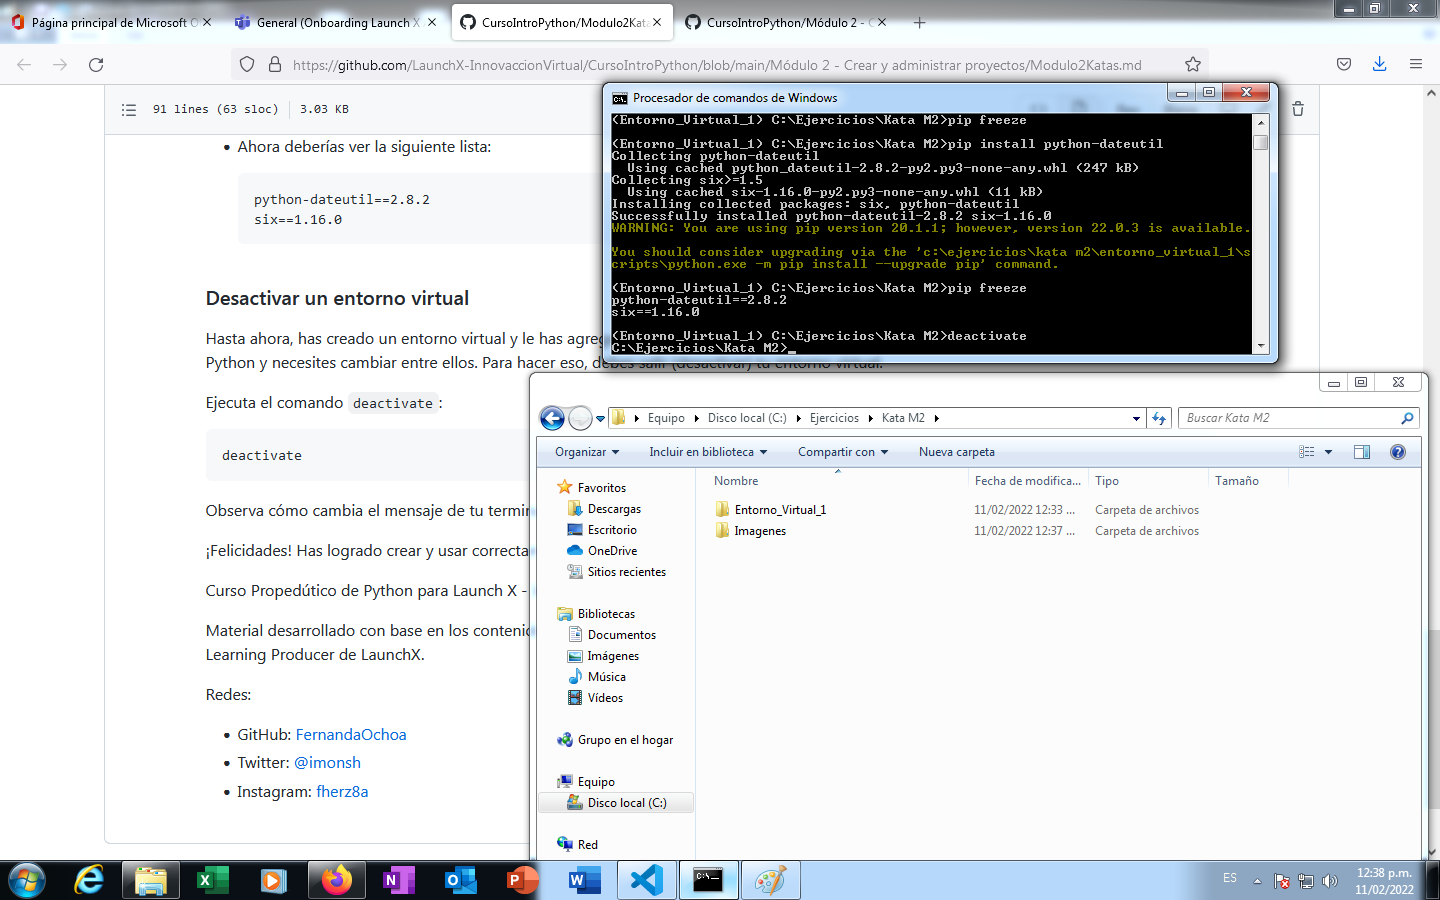 Página principal de Microsoft O
General (Onboarding Launch X
CursoIntroPython/Modulo2Kata
CursoIntroPython/Módulo 2 - C
https://github.com/LaunchX-InnovaccionVirtual/CursoIntroPython/blob/main/Módulo 2 - Crear y administrar proyectos/Modulo2Katas.md
91 lines (63 sloc)
3.03 KB
Ahora deberías ver la siguiente lista:
python-dateutil==2.8.2
six==1.16.0
Desactivar un entorno virtual
Hasta ahora, has creado un entorno virtual y le has agreg
Python y necesites cambiar entre ellos. Para hacer eso, debes salir (desactivar) tu entorno virtual.
Ejecuta el comando deactivate:
deactivate
Observa cómo cambia el mensaje de tu termin
¡Felicidades! Has logrado crear y usar correcta
Curso Propedútico de Python para Launch X -
Material desarrollado con base en los contenid
Learning Producer de LaunchX.
Redes:
GitHub: FernandaOchoa
Twitter: @imonsh
Instagram: fherz8a
Procesador de comandos de Windows
(Entorno_Virtual_1) C:\Ejercicios\Kata M2>pip freeze
(Entorno_Virtual_1) C:\Ejercicios\Kata M2>pip install python-dateutil
Collecting python-dateutil
Using cached python_dateutil-2.8.2-py2.py3-none-any.whl (247 kB)
Collecting six>=1.5
Using cached six-1.16.0-py2.py3-none-any.whl (11 kB)
Installing collected packages: six, python-dateutil
Successfully installed python-dateutil-2.8.2 six-1.16.0
WARNING: You are using pip version 20.1.1; however, version 22.0.3 is available.
You should consider upgrading via the 'c:\ejercicios\kata m2\entorno_virtual_1\s
cripts\python.exe -m pip install --upgrade pip' command.
(Entorno_Virtual_1) C:\Ejercicios\Kata M2>pip freeze
python-dateutil==2.8.2
six==1.16.0
(Entorno_Virtual_1) C:\Ejercicios\Kata M2>deactivate
C:\Ejercicios\Kata M2>_
Equipo
Disco local (C:)
Ejercicios
Kata M2
Buscar Kata M2
Organizar
Incluir en biblioteca
Compartir con
Nueva carpeta
Nombre
Fecha de modifica...
Tipo
Tamaño
Entorno_Virtual_1 11/02/2022 12:33 ... Carpeta de archivos
Imagenes 11/02/2022 12:37 ... Carpeta de archivos
Favoritos
Descargas
Escritorio
OneDrive
Sitios recientes
Bibliotecas
Documentos
Imágenes
Música
Vídeos
Grupo en el hogar
Equipo
Disco local (C:)
Red
ES
12:38 p.m.
11/02/2022